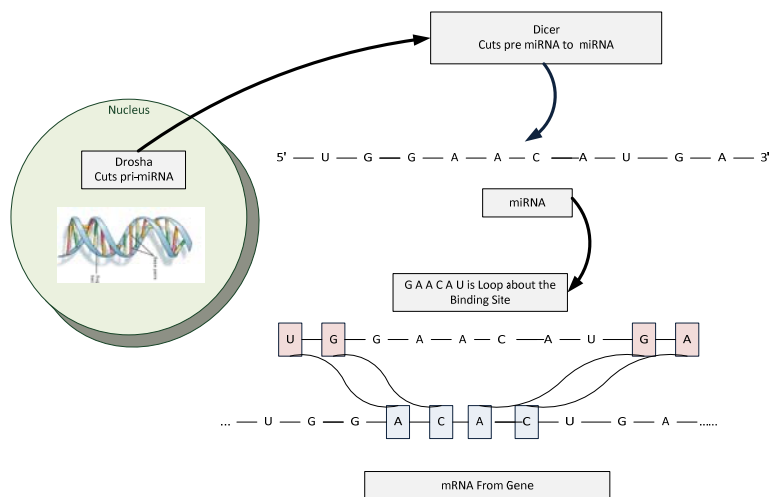 Dicer
Cuts pre miRNA to miRNA
Nucleus
Drosha
Cuts pri-miRNA
5' U G G A A C A U G A 3'
miRNA
G A A C A U is Loop about the
Binding Site
U G G A A C A U G A
... U G G A C A C U G A ......
mRNA From Gene